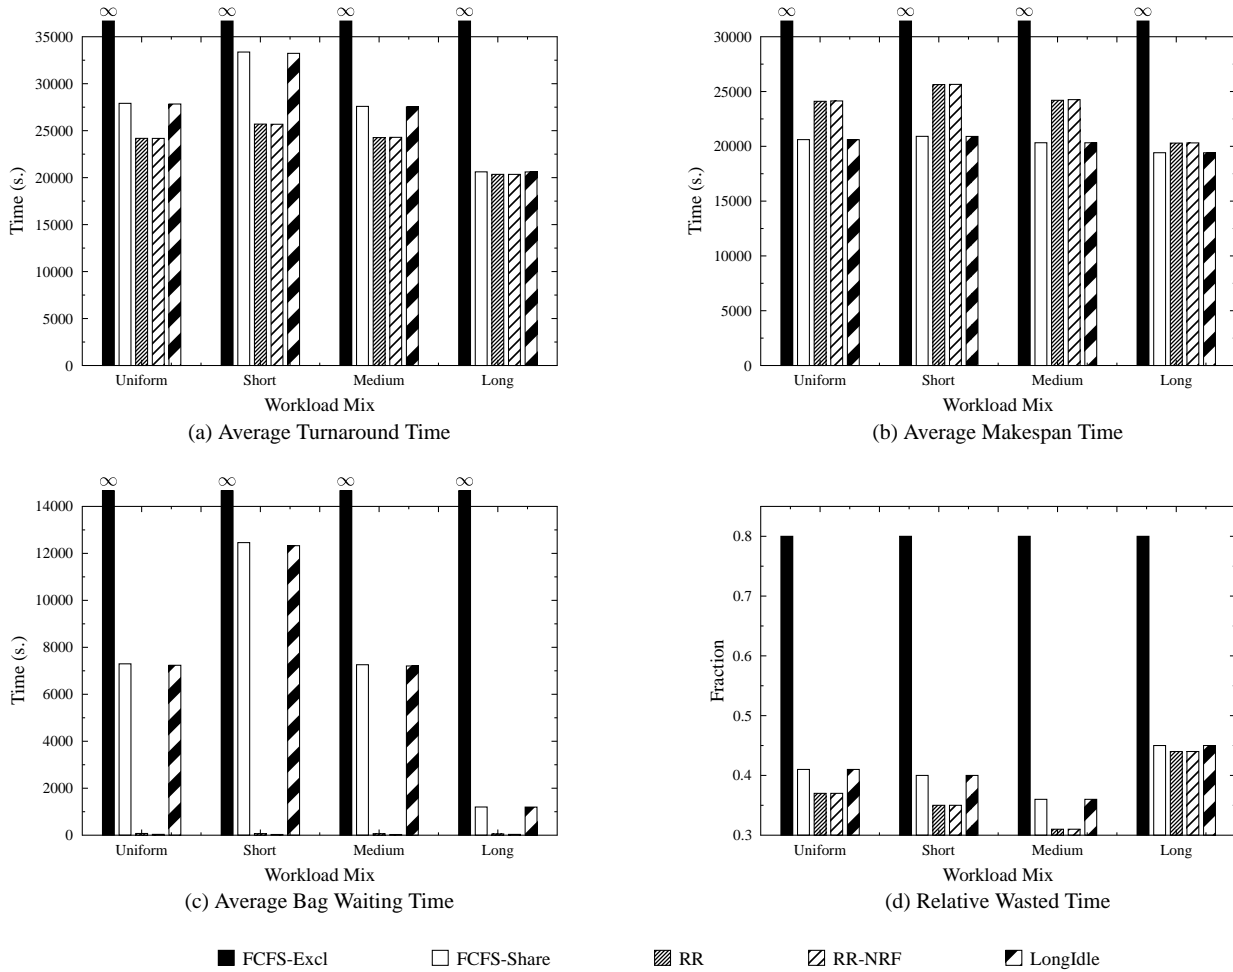 ∞ ∞ ∞ ∞
35000
30000
25000
20000
15000
10000
5000
0
Time (s.)
Uniform Short Medium Long
Workload Mix
(a) Average Turnaround Time
∞ ∞ ∞ ∞
30000
25000
20000
15000
10000
5000
0
Time (s.)
Uniform Short Medium Long
Workload Mix
(b) Average Makespan Time
∞ ∞ ∞ ∞
14000
12000
10000
8000
6000
4000
2000
0
Time (s.)
Uniform Short Medium Long
Workload Mix
(c) Average Bag Waiting Time
0.8
0.7
0.6
0.5
0.4
0.3
Fraction
Uniform Short Medium Long
Workload Mix
(d) Relative Wasted Time
FCFS-Excl FCFS-Share RR RR-NRF LongIdle